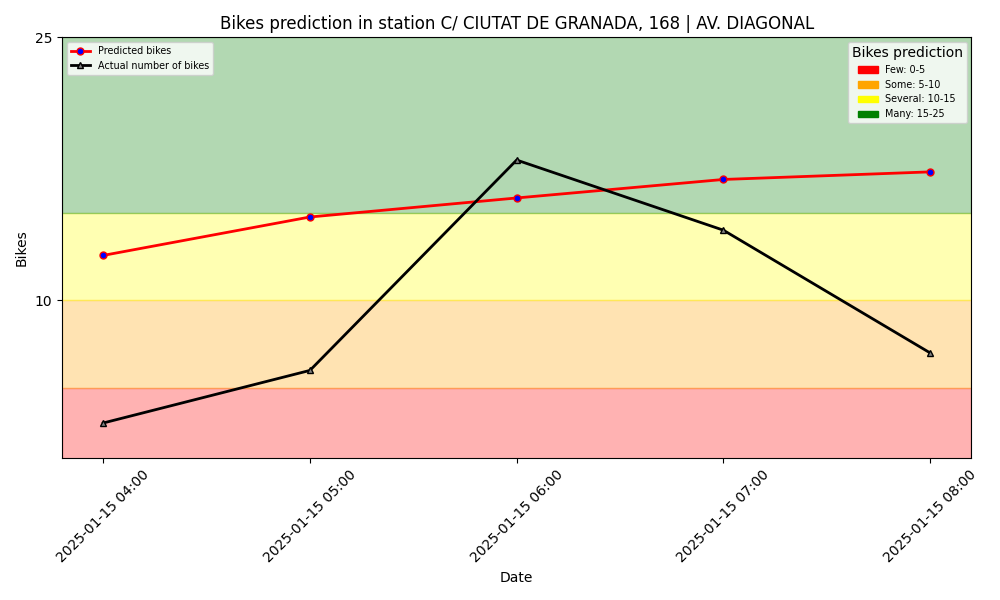 Bikes prediction in station C/ CIUTAT DE GRANADA, 168 | AV. DIAGONAL
25
10
Bikes
Predicted bikes
Actual number of bikes
Bikes prediction
Few: 0-5
Some: 5-10
Several: 10-15
Many: 15-25
2025-01-15 04:00
2025-01-15 05:00
2025-01-15 06:00
2025-01-15 07:00
2025-01-15 08:00
Date